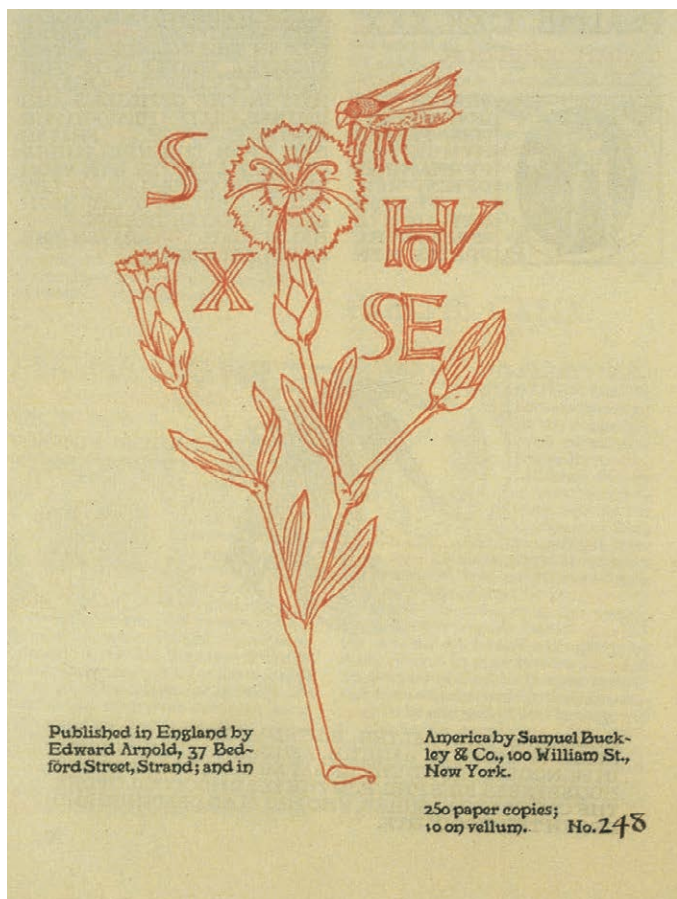 S
X
HOV
SE
Published in England by
Edward Arnold, 37 Bed~
ford Street, Strand; and in
America by Samuel Buck~
ley & Co., 100 William St.,
New York.
250 paper copies;
10 on vellum. No. 248